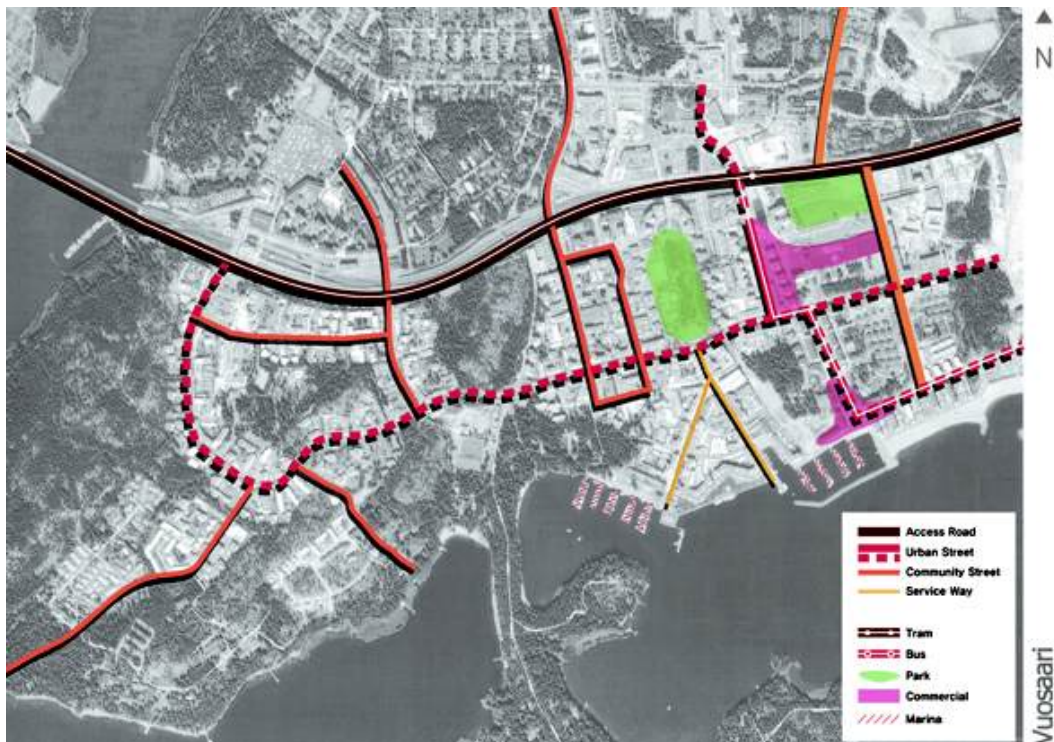 N
Access Road
Urban Street
Community Street
Service Way
Tram
Bus
Park
Commercial
Marina
Vuosaari